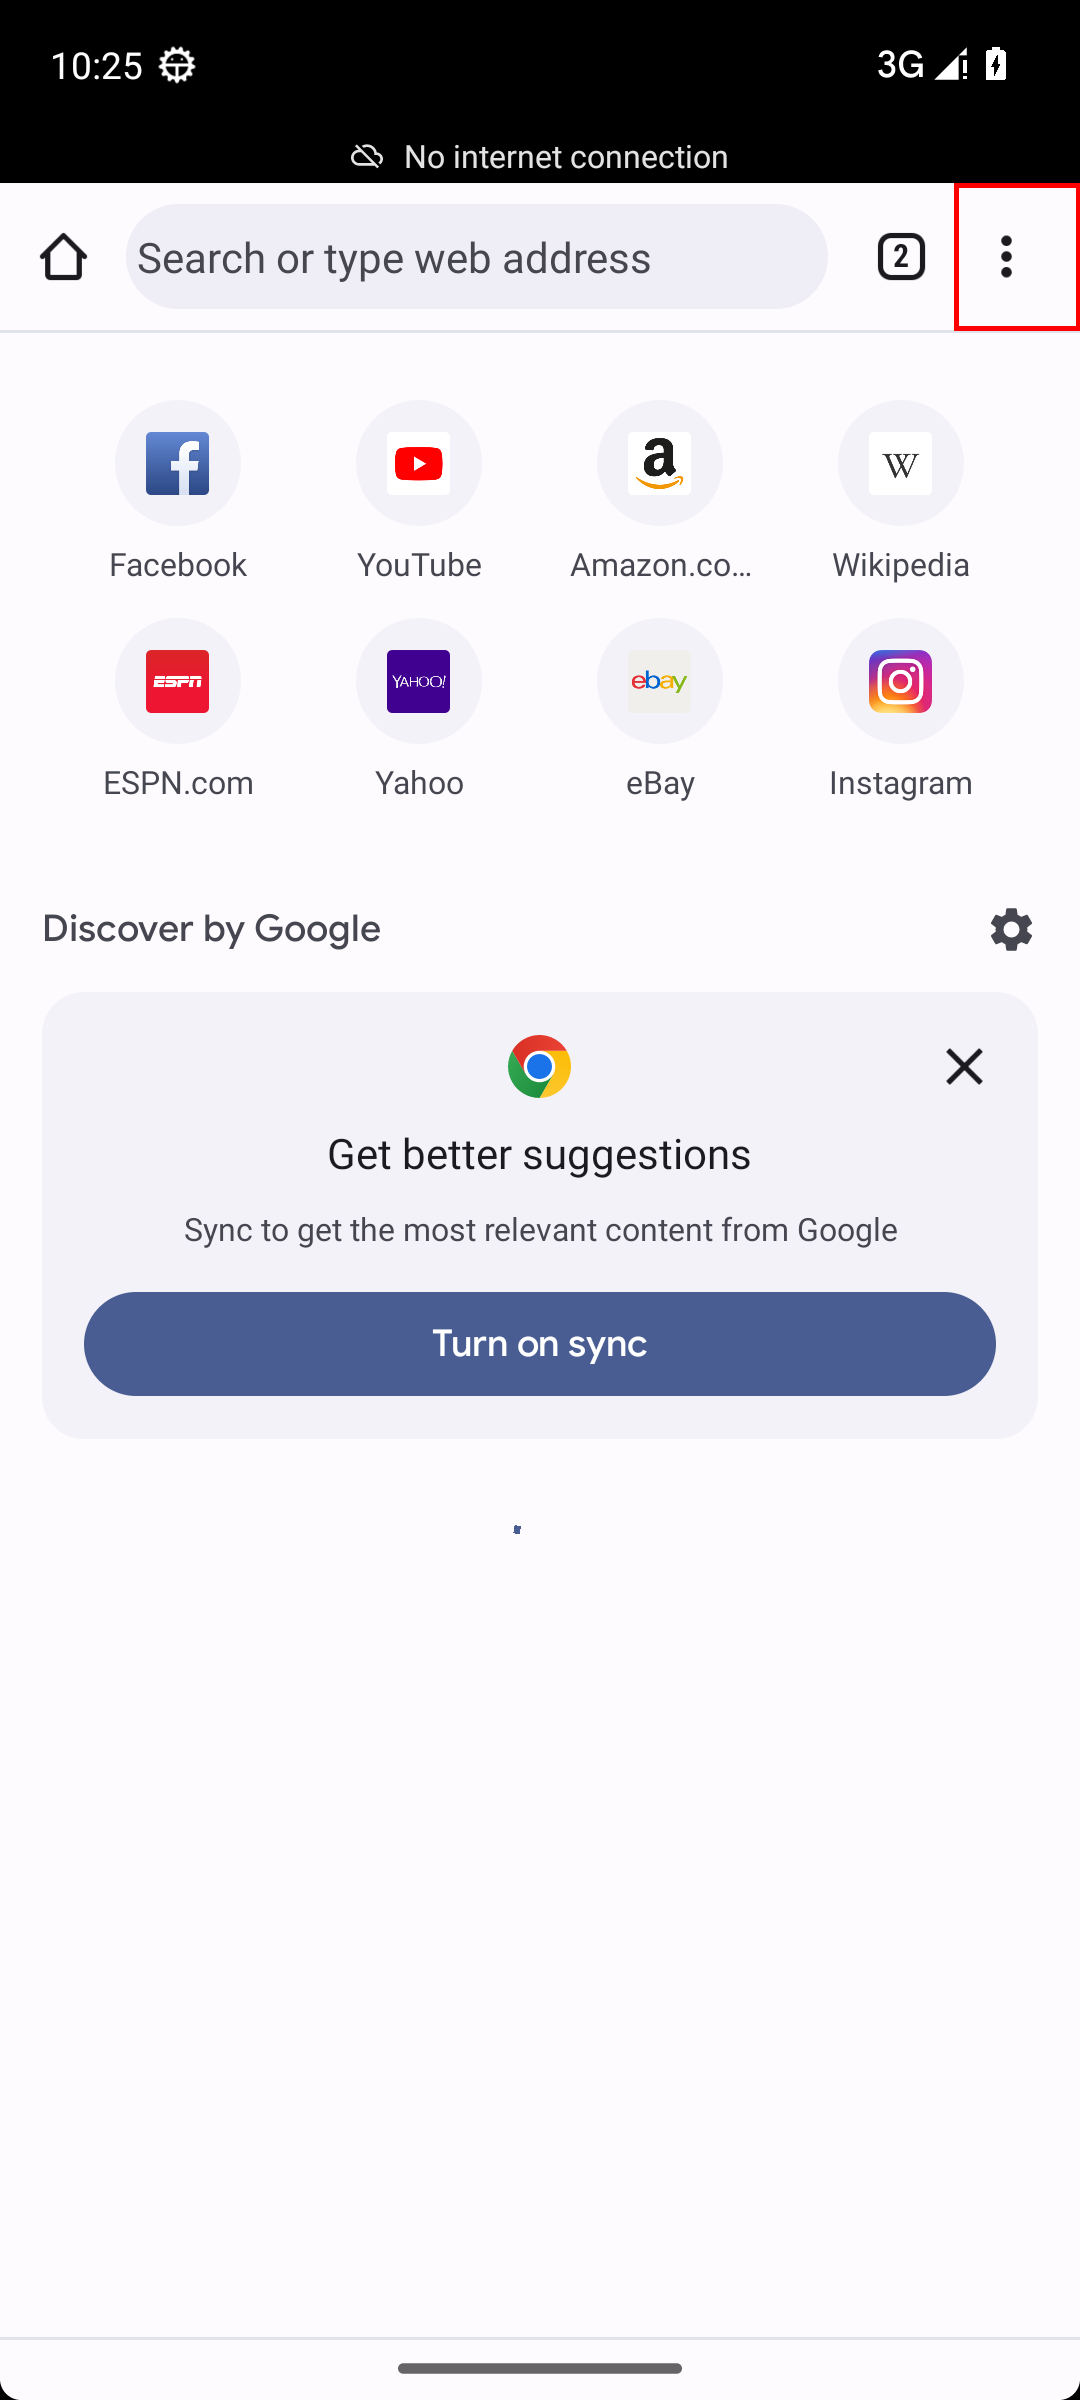 10:25
3G
No internet connection
Search or type web address
2
Facebook
YouTube
a
Amazon.co...
W
Wikipedia
ESPN
ESPN.com
YAHOO!
Yahoo
ebay
eBay
Instagram
Discover by Google
Get better suggestions
Sync to get the most relevant content from Google
Turn on sync